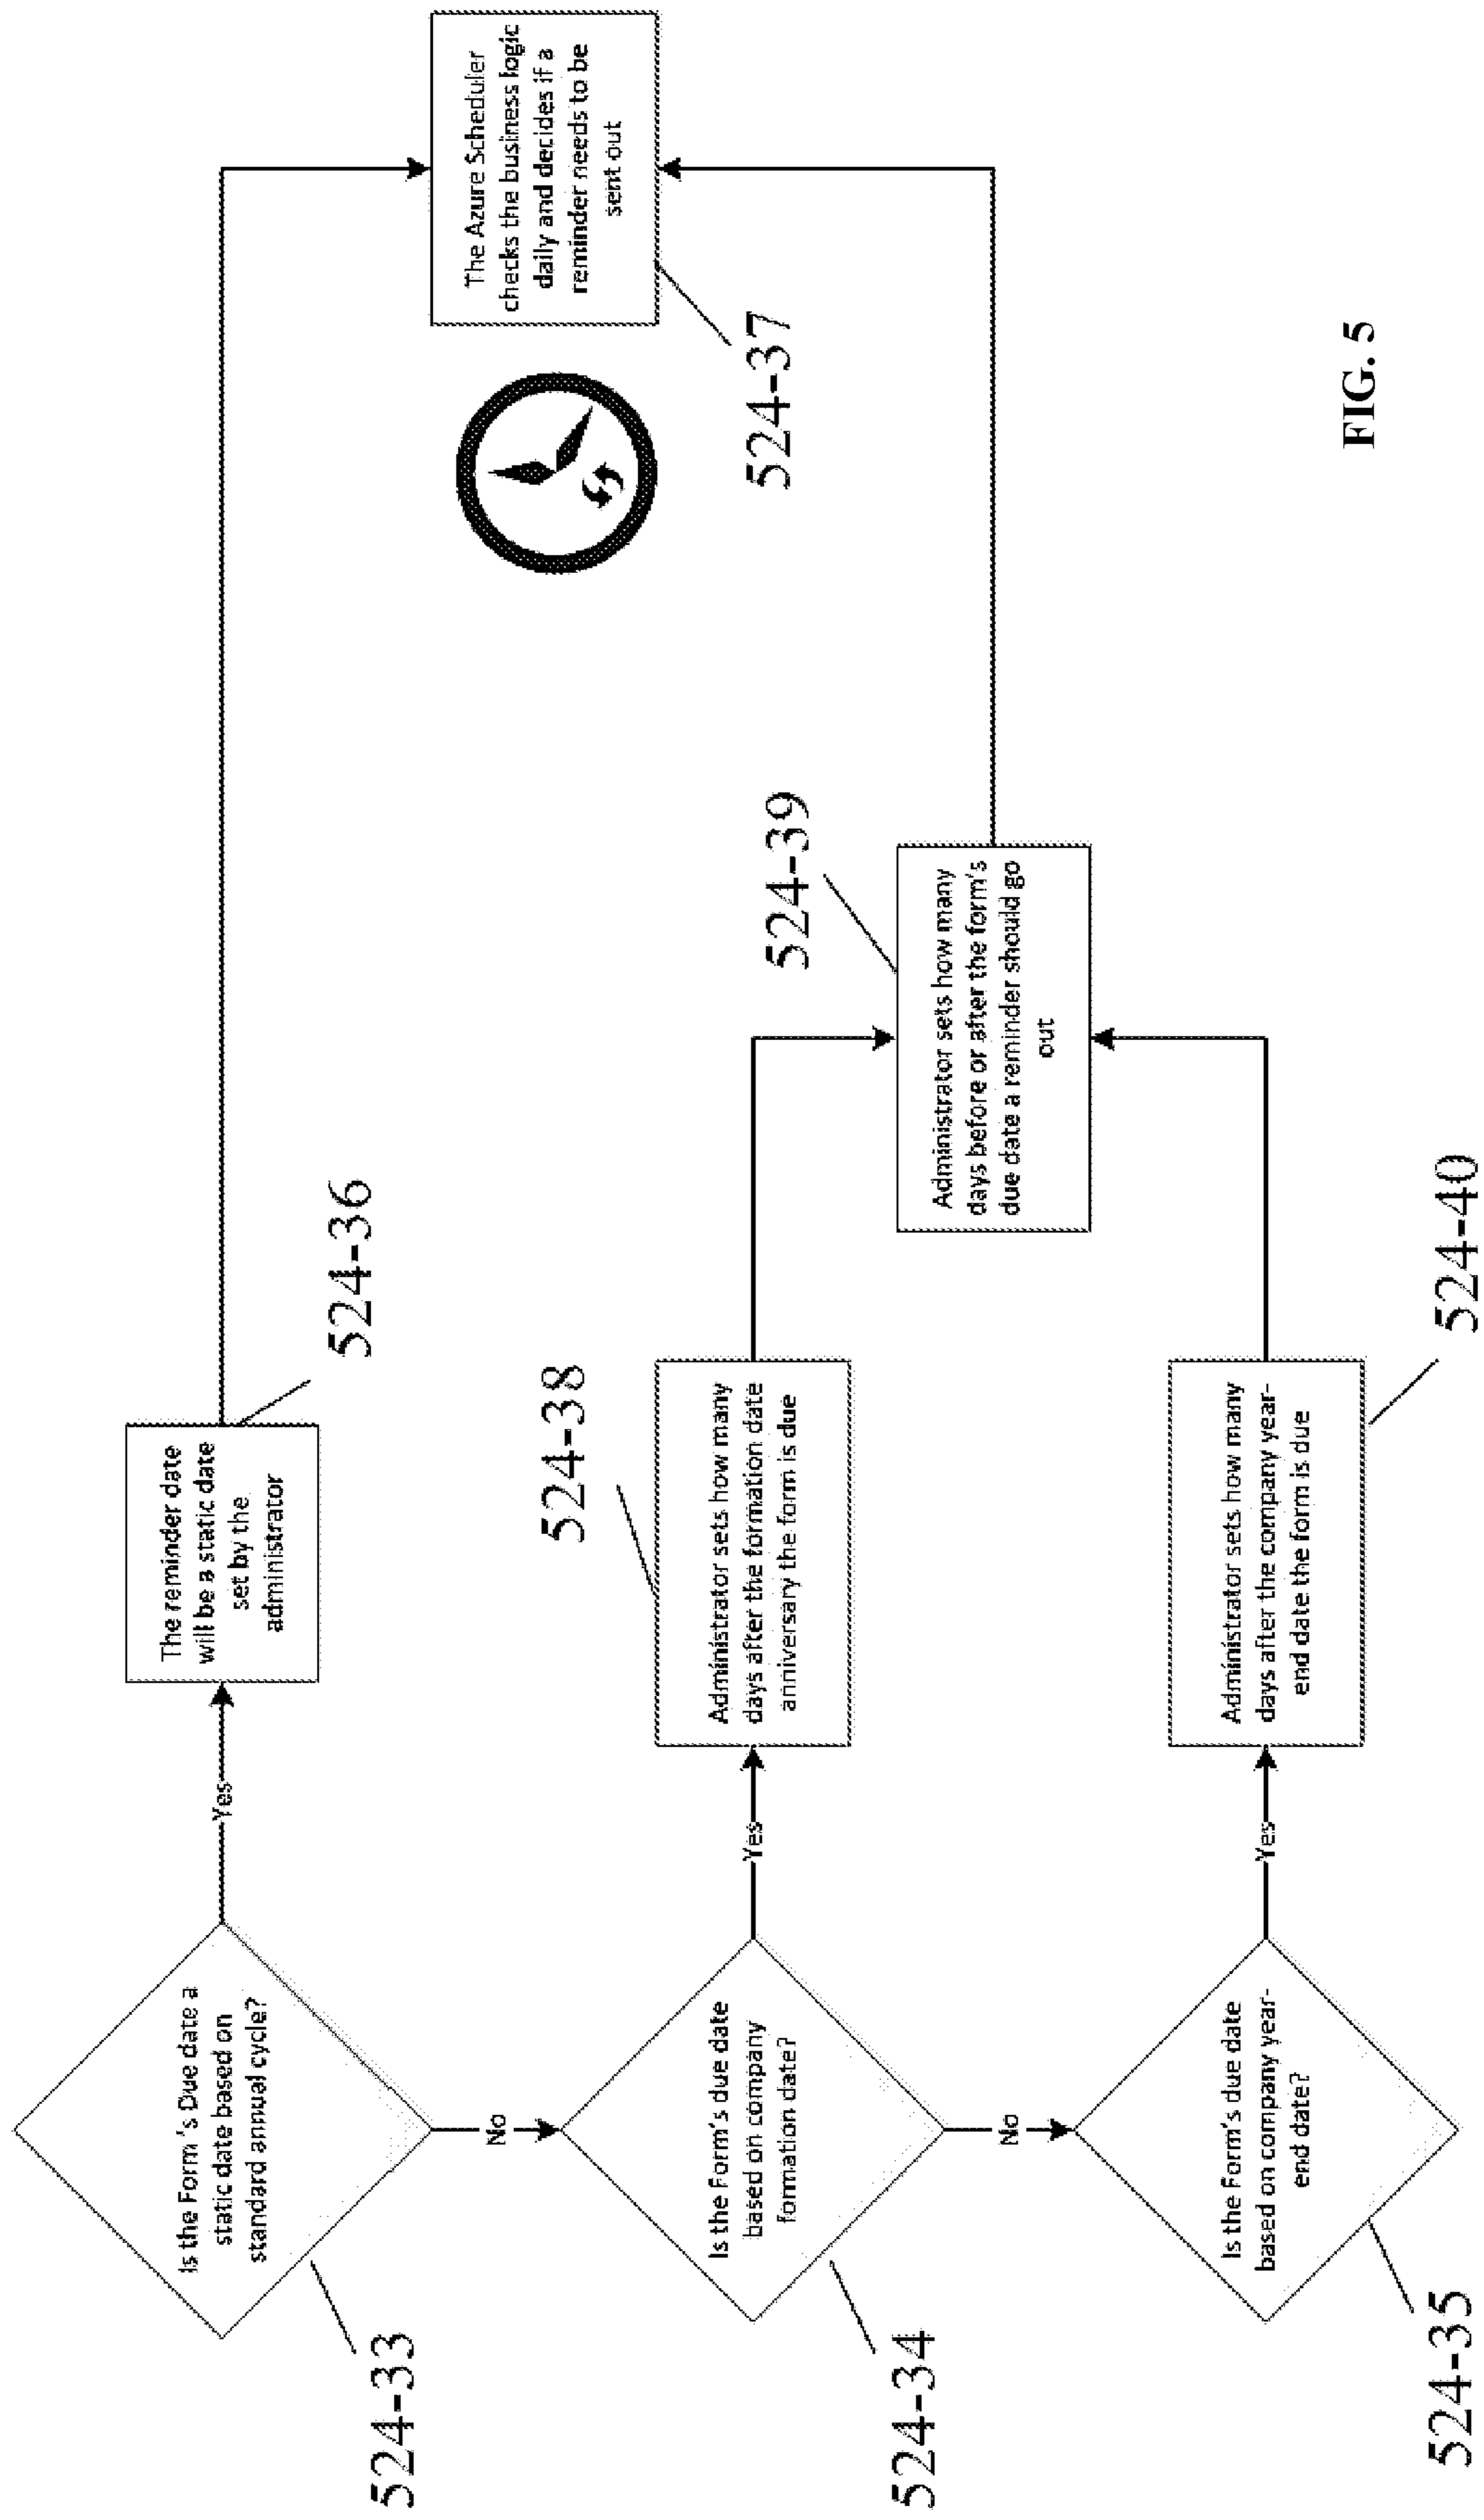 Is the Form's Due date a
static date based on
standard annual cycle?
524-33
Yes
The reminder date
will be a static date
set by the
administrator
524-36
The Azure Scheduler
checks the business logic
daily and decides if a
reminder needs to be
sent out
524-37
No
Is the Form's due date
based on company
formation date?
524-34
Yes
Administrator sets how many
days after the formation date
anniversary the form is due
524-38
Administrator sets how many
days before or after the form's
due date a reminder should go
out
524-39
No
Is the Form's due date
based on company year-
end date?
524-35
Yes
Administrator sets how many
days after the company year-
end date the form is due
524-40
FIG. 5